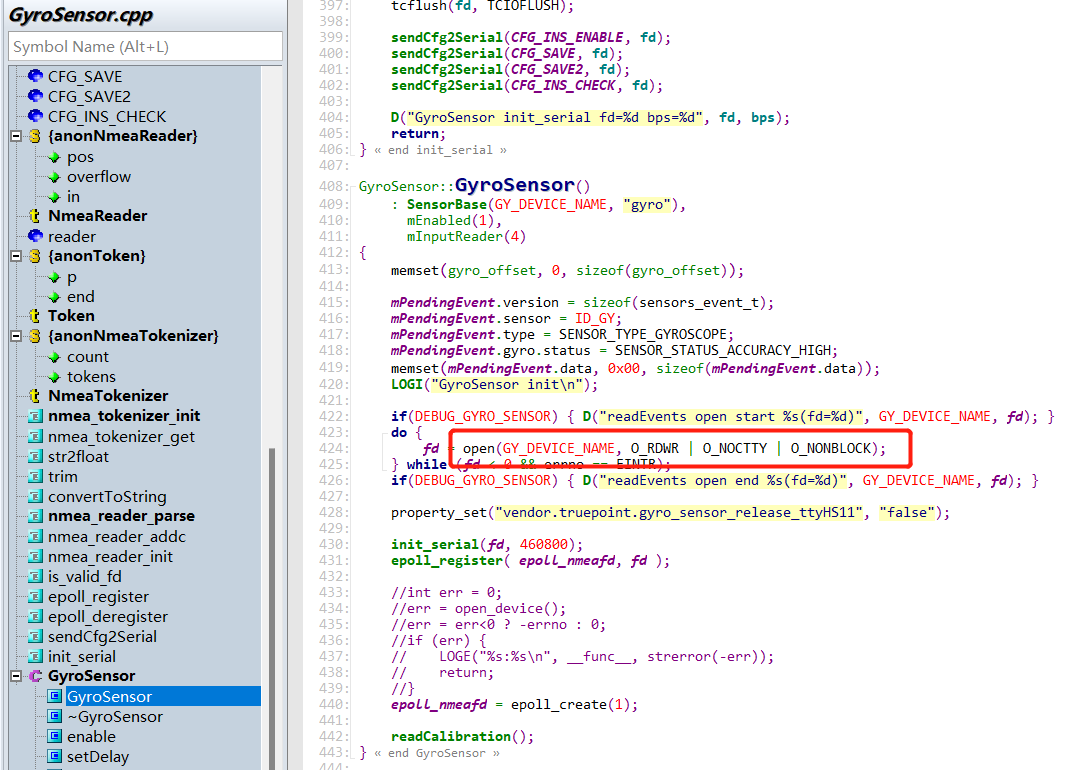 GyroSensor.cpp
Symbol Name (Alt+L)
CFG_SAVE
CFG_SAVE2
CFG_INS_CHECK
{anonNmeaReader}
pos
overflow
in
NmeaReader
reader
{anonToken}
p
end
Token
{anonNmeaTokenizer}
count
tokens
NmeaTokenizer
nmea_tokenizer_init
nmea_tokenizer_get
str2float
trim
convertToString
nmea_reader_parse
nmea_reader_addc
nmea_reader_init
is_valid_fd
epoll_register
epoll_deregister
sendCfg2Serial
init_serial
GyroSensor
GyroSensor
~GyroSensor
enable
setDelay
397: tcflush(fd, TCIOFLUSH);
398:
399: sendCfg2Serial(CFG_INS_ENABLE, fd);
400: sendCfg2Serial(CFG_SAVE, fd);
401: sendCfg2Serial(CFG_SAVE2, fd);
402: sendCfg2Serial(CFG_INS_CHECK, fd);
403:
404: D("GyroSensor init_serial fd=%d bps=%d", fd, bps);
405: return;
406: } « end init_serial »
407:
408: GyroSensor::GyroSensor()
409: : SensorBase(GY_DEVICE_NAME, "gyro"),
410: mEnabled(1),
411: mInputReader(4)
412: {
413: memset(gyro_offset, 0, sizeof(gyro_offset));
414:
415: mPendingEvent.version = sizeof(sensors_event_t);
416: mPendingEvent.sensor = ID_GY;
417: mPendingEvent.type = SENSOR_TYPE_GYROSCOPE;
418: mPendingEvent.gyro.status = SENSOR_STATUS_ACCURACY_HIGH;
419: memset(mPendingEvent.data, 0x00, sizeof(mPendingEvent.data));
420: LOGI("GyroSensor init\n");
421:
422: if(DEBUG_GYRO_SENSOR) { D("readEvents open start %s(fd=%d)", GY_DEVICE_NAME, fd); }
423: do {
424: fd = open(GY_DEVICE_NAME, O_RDWR | O_NOCTTY | O_NONBLOCK);
425: } while (fd < 0 && errno == EINTR);
426: if(DEBUG_GYRO_SENSOR) { D("readEvents open end %s(fd=%d)", GY_DEVICE_NAME, fd); }
427:
428: property_set("vendor.truepoint.gyro_sensor_release_ttyHS11", "false");
429:
430: init_serial(fd, 460800);
431: epoll_register( epoll_nmeafd, fd );
432:
433: //int err = 0;
434: //err = open_device();
435: //err = err<0 ? -errno : 0;
436: //if (err) {
437: // LOGE("%s:%s\n", __func__, strerror(-err));
438: // return;
439: //}
440: epoll_nmeafd = epoll_create(1);
441:
442: readCalibration();
443: } « end GyroSensor »
444: